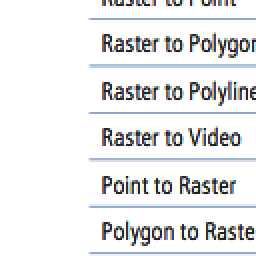 Raster to Point
Raster to Polygon
Raster to Polyline
Raster to Video
Point to Raster
Polygon to Raste